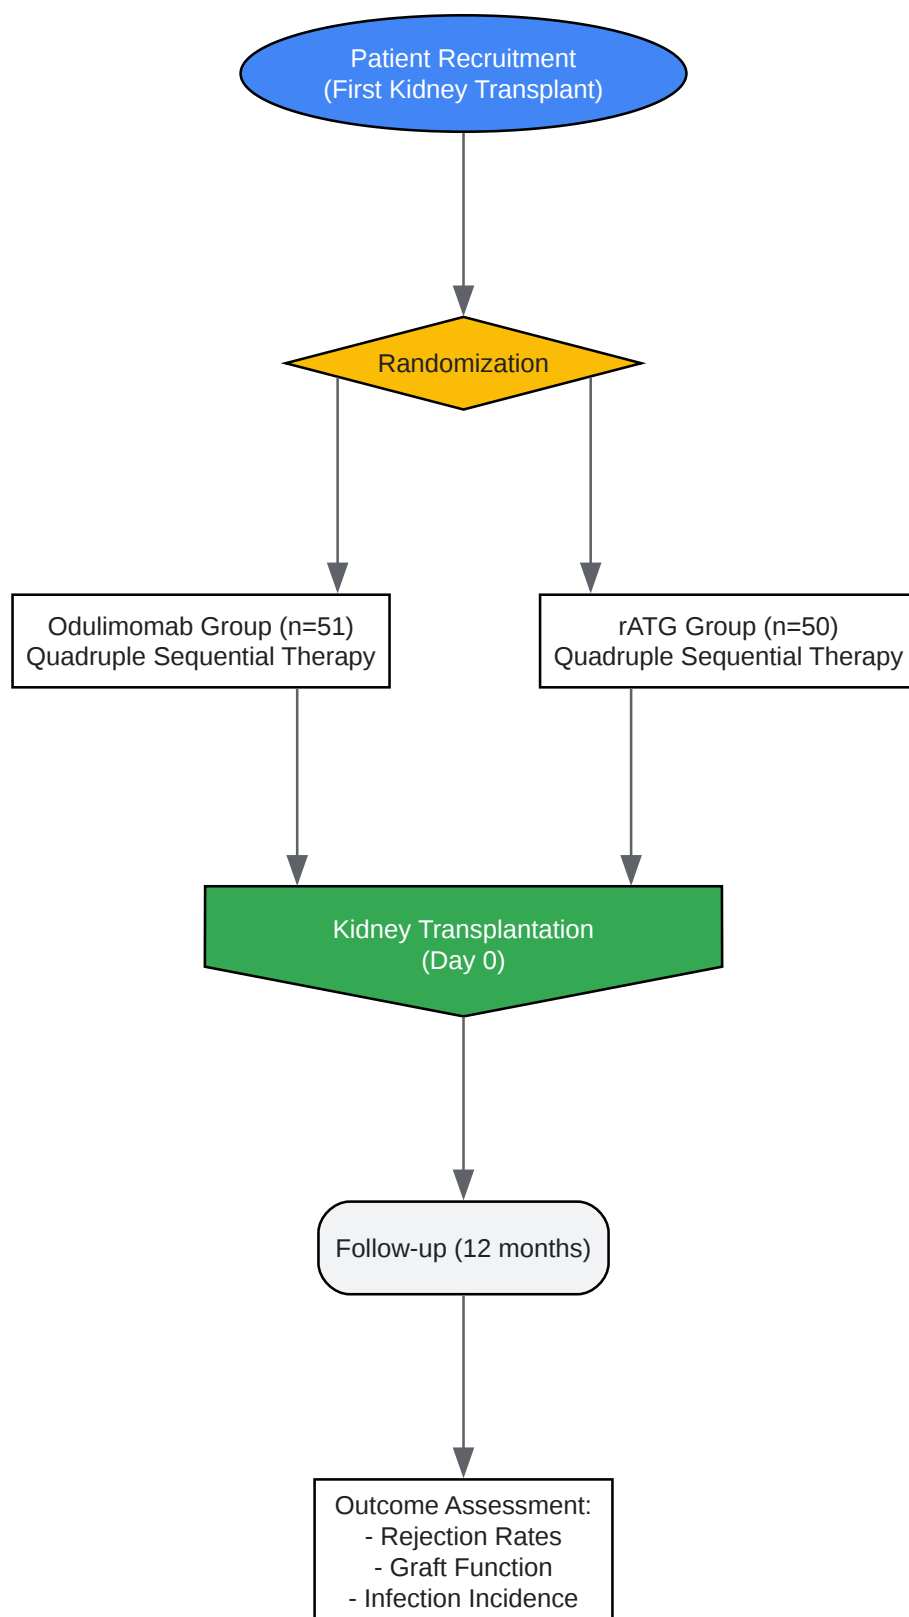 Patient Recruitment
(First Kidney Transplant)
Randomization
Odulimomab Group (n=51)
Quadruple Sequential Therapy
rATG Group (n=50)
Quadruple Sequential Therapy
Kidney Transplantation
(Day 0)
Follow-up (12 months)
Outcome Assessment:
- Rejection Rates
- Graft Function
- Infection Incidence